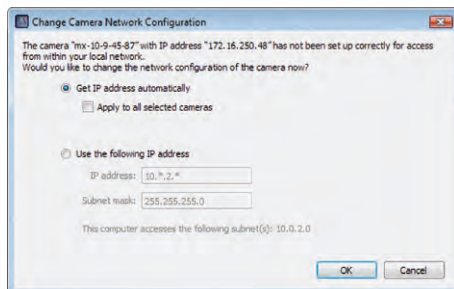 Change Camera Network Configuration
The camera "mx-10-9-45-87" with IP address "172.16.250.48" has not been set up correctly for access
from within your local network.
Would you like to change the network configuration of the camera now?
Get IP address automatically
Apply to all selected cameras
Use the following IP address
IP address: 10.*.2.*
Subnet mask: 255.255.255.0
This computer accesses the following subnet(s): 10.0.2.0
OK Cancel